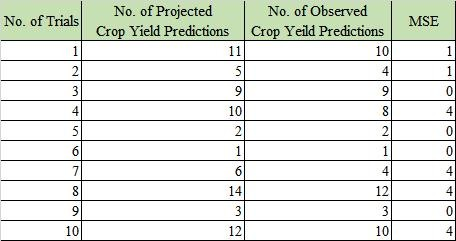 No. of Trials No. of Projected Crop Yield Predictions No. of Observed Crop Yeild Predictions MSE
1 11 10 1
2 5 4 1
3 9 9 0
4 10 8 4
5 2 2 0
6 1 1 0
7 6 4 4
8 14 12 4
9 3 3 0
10 12 10 4